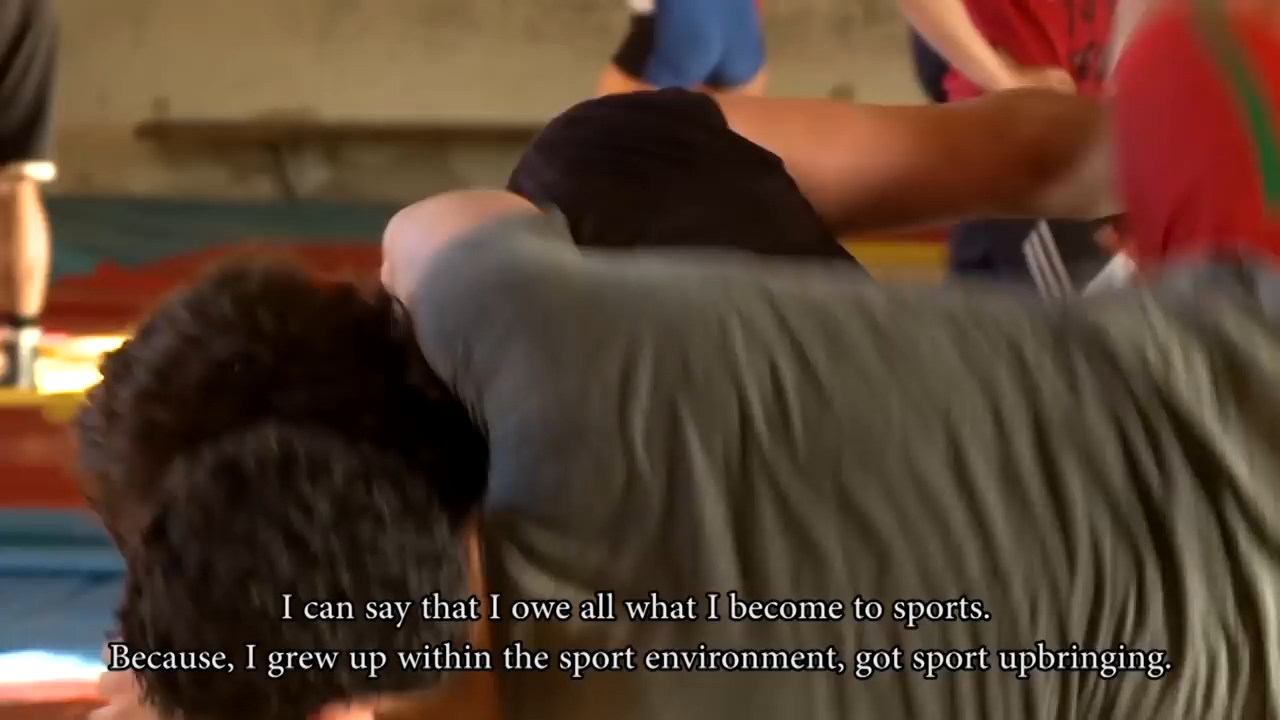 I can say that I owe all what I become to sports.
Because, I grew up within the sport environment, got sport upbringing.